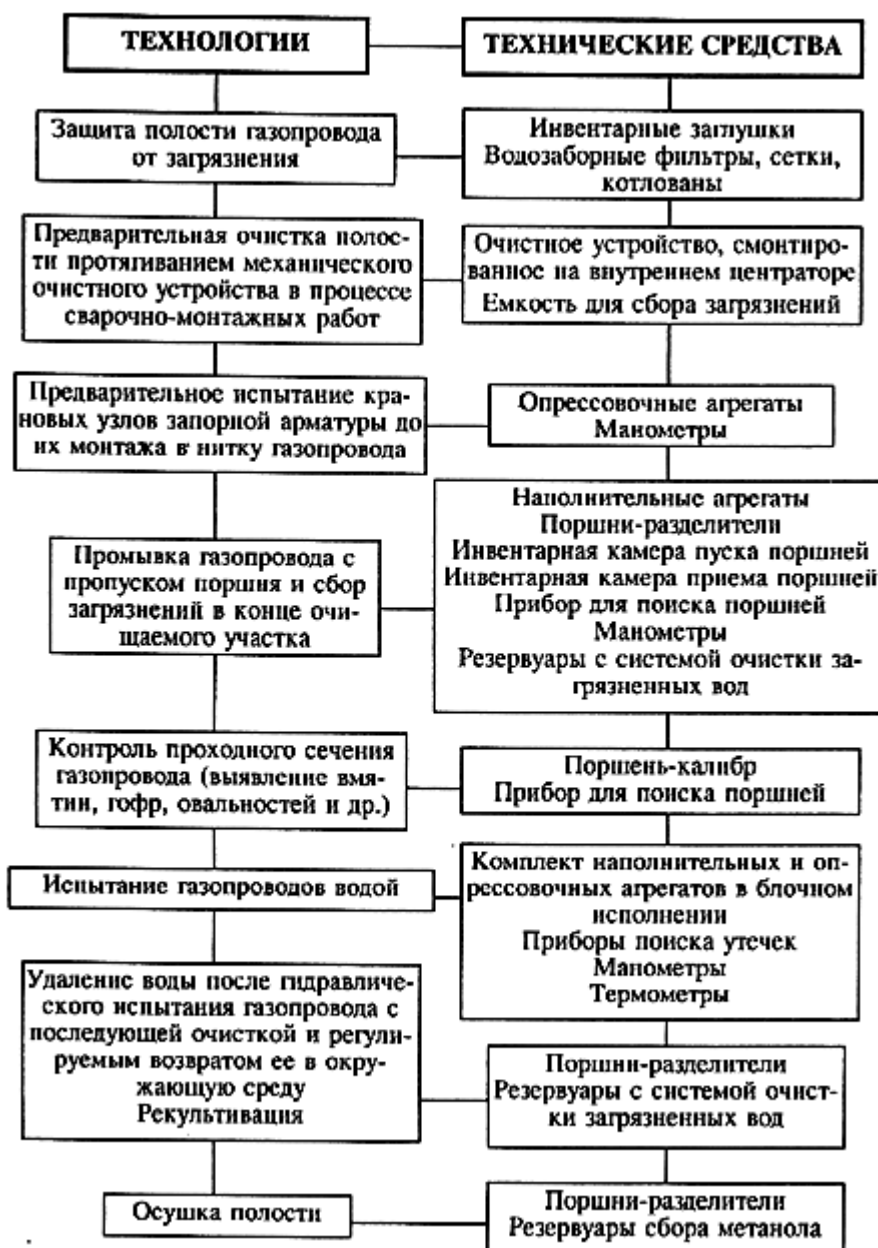 ТЕХНОЛОГИИ
ТЕХНИЧЕСКИЕ СРЕДСТВА
Защита полости газопровода
от загрязнения
Инвентарные заглушки
Водозаборные фильтры, сетки,
котлованы
Предварительная очистка полос-
ти протягиванием механического
очистного устройства в процессе
сварочно-монтажных работ
Очистное устройство, смонтиро-
ванное на внутреннем центраторе
Емкость для сбора загрязнений
Предварительное испытание кра-
новых узлов запорной арматуры до
их монтажа в нитку газопровода
Опрессовочные агрегаты
Манометры
Промывка газопровода с
пропуском поршня и сбор
загрязнений в конце очи-
щаемого участка
Наполнительные агрегаты
Поршни-разделители
Инвентарная камера пуска поршней
Инвентарная камера приема поршней
Прибор для поиска поршней
Манометры
Резервуары с системой очистки за-
грязненных вод
Контроль проходного сечения
газопровода (выявление вмя-
тин, гофр, овальностей и др.)
Поршень-калибр
Прибор для поиска поршней
Испытание газопроводов водой
Комплект наполнительных и оп-
рессовочных агрегатов в блочном
исполнении
Приборы поиска утечек
Манометры
Термометры
Удаление воды после гидравличе-
ского испытания газопровода с
последующей очисткой и регули-
руемым возвратом ее в окру-
жающую среду
Рекультивация
Поршни-разделители
Резервуары с системой очист-
ки загрязненных вод
Осушка полости
Поршни-разделители
Резервуары сбора метанола